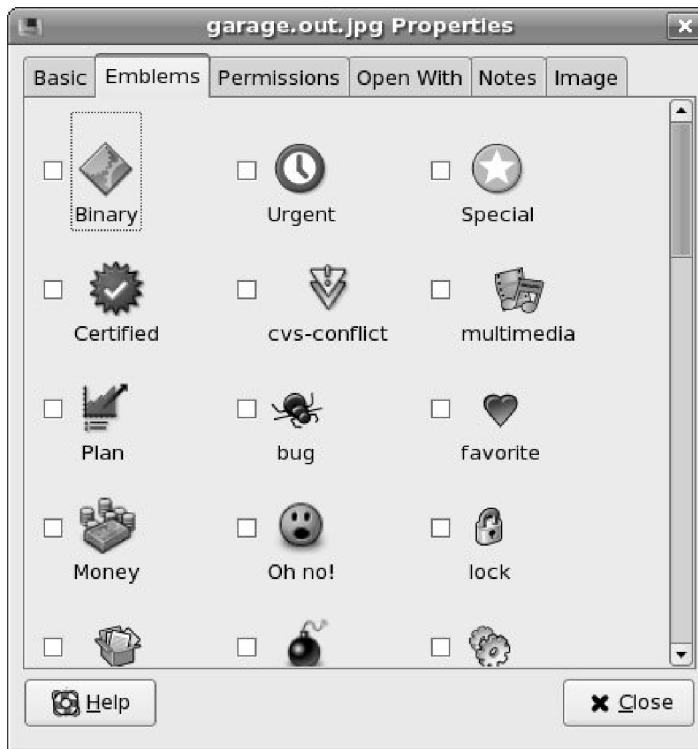 garage.out.jpg Properties
Basic Emblems Permissions Open With Notes Image
Binary Urgent Special
Certified cvs-conflict multimedia
Plan bug favorite
Money Oh no! lock
Help Close